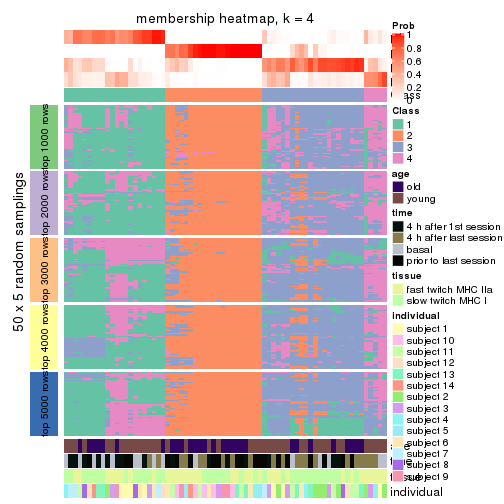 membership heatmap, k = 4
50 x 5 random samplings
top 1000 rows
top 2000 rows
top 3000 rows
top 4000 rows
top 5000 rows
Prob
1
0.8
0.6
0.4
0.2
0
Class
1
2
3
4
age
old
young
time
4 h after 1st session
4 h after last session
basal
prior to last session
tissue
fast twitch MHC IIa
slow twitch MHC I
individual
subject 1
subject 10
subject 11
subject 12
subject 13
subject 14
subject 2
subject 3
subject 4
subject 5
subject 6
subject 7
subject 8
subject 9
individual